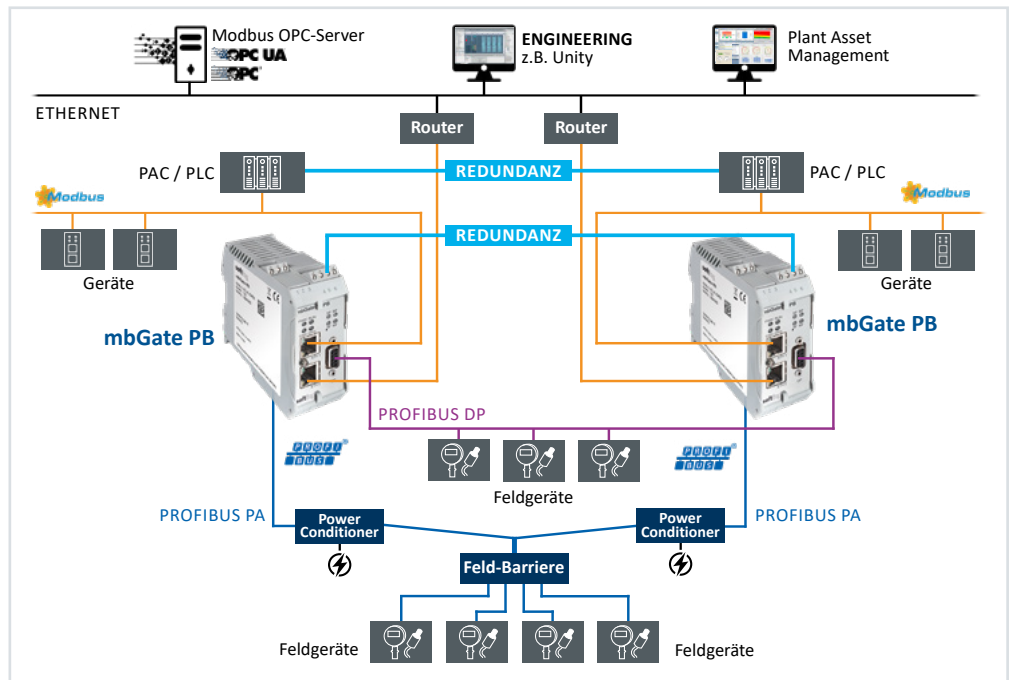 Modbus OPC-Server
OPC UA
OPC
ENGINEERING
z.B. Unity
Plant Asset
Management
ETHERNET
Router
Router
PAC / PLC
REDUNDANZ
PAC / PLC
Modbus
Modbus
REDUNDANZ
Geräte
Geräte
mbGate PB
mbGate PB
PROFIBUS DP
PROFI
BUS
PROFI
BUS
Feldgeräte
PROFIBUS PA
Power
Conditioner
Power
Conditioner
PROFIBUS PA
Feld-Barriere
Feldgeräte
Feldgeräte